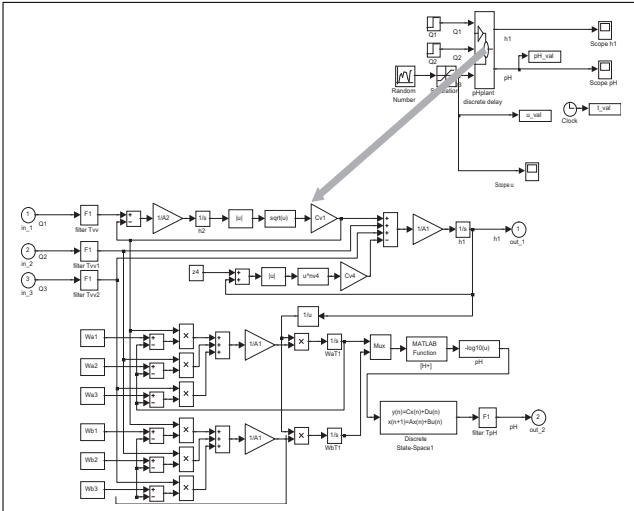 Q1
Q1
h1
Scope h1
Q2
Q2
pH_val
pH
Scope pH
Random
Number
pHplant
discrete delay
u_val
Clock
t_val
Scope u
1
in_1
Q1
F1
filter Tvv
+
−
1/A2
1/s
h2
|u|
sqrt(u)
Cv1
+
−
+
+
−
1/A1
1/s
h1
h1
1
out_1
2
in_2
Q2
F1
filter Tvv1
3
in_3
Q3
F1
filter Tvv2
z4
+
+
|u|
u^nv4
Cv4
1/u
Wa1
Wa2
Wa3
×
×
×
1/A1
×
1/s
WaT1
Mux
MATLAB
Function
[H+]
-log10(u)
pH
Wb1
Wb2
Wb3
×
×
×
1/A1
×
1/s
WbT1
y(n)=Cx(n)+Du(n)
x(n+1)=Ax(n)+Bu(n)
Discrete
State-Space1
F1
filter TpH
pH
2
out_2